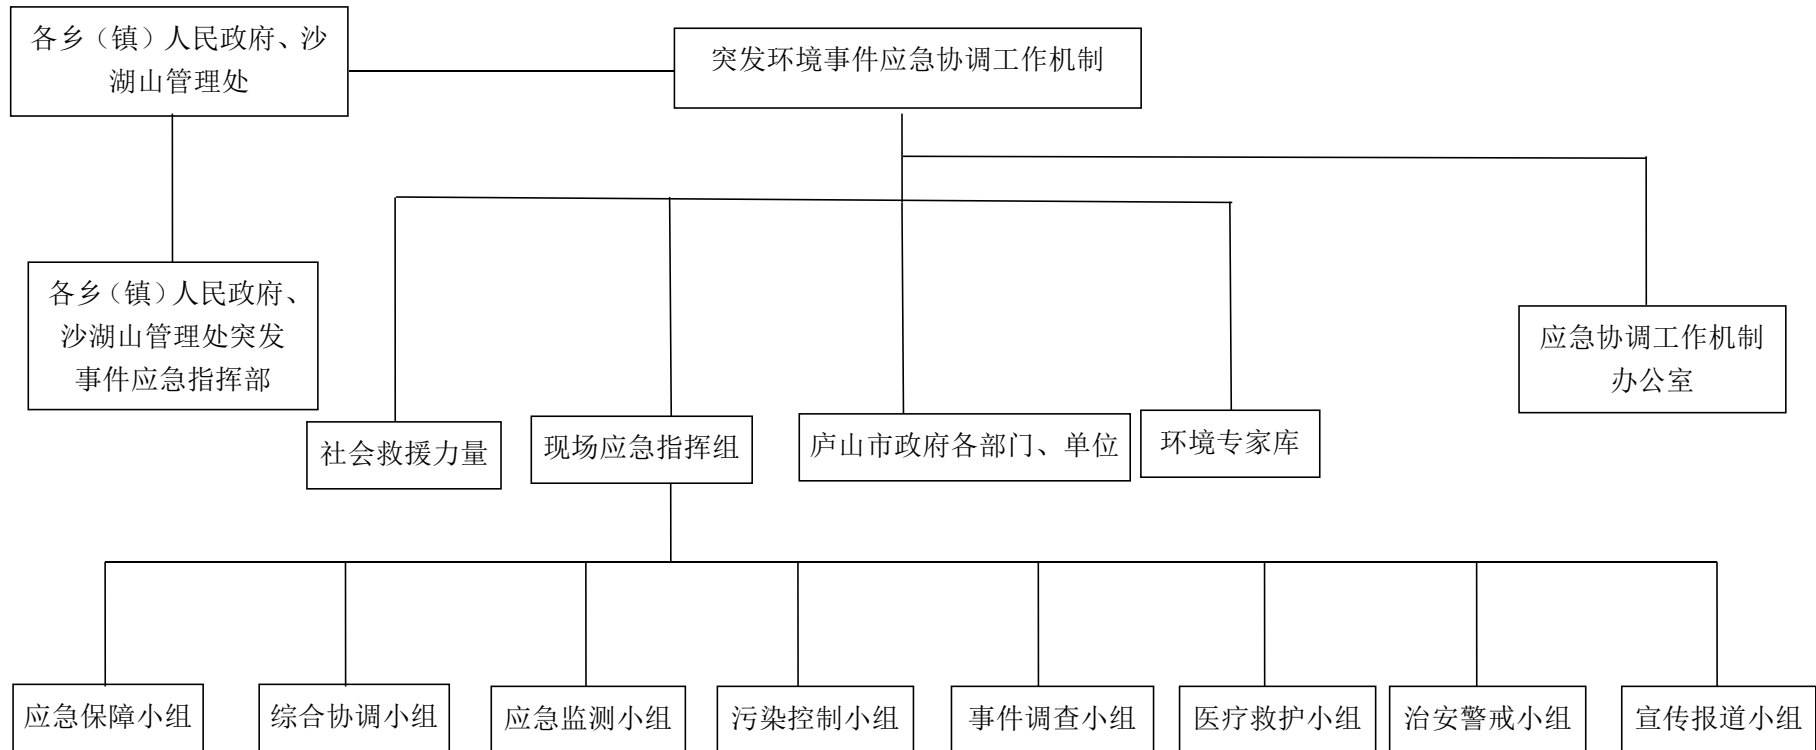 各乡（镇）人民政府、沙
湖山管理处
突发环境事件应急协调工作机制
各乡（镇）人民政府、
沙湖山管理处突发
事件应急指挥部
应急协调工作机制
办公室
社会救援力量
现场应急指挥组
庐山市政府各部门、单位
环境专家库
应急保障小组
综合协调小组
应急监测小组
污染控制小组
事件调查小组
医疗救护小组
治安警戒小组
宣传报道小组